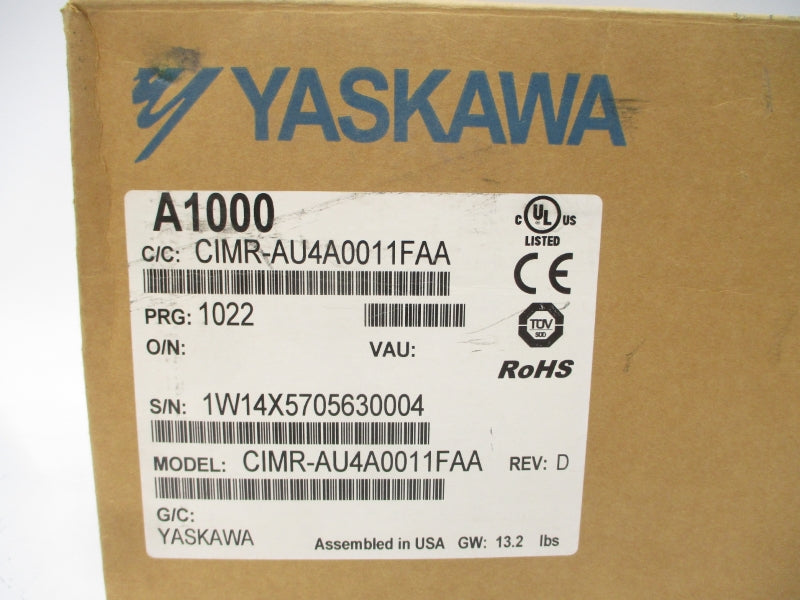 YASKAWA
A1000
C/C: CIMR-AU4A0011FAA
PRG: 1022
O/N: VAU:
S/N: 1W14X5705630004
MODEL: CIMR-AU4A0011FAA REV: D
G/C:
YASKAWA
Assembled in USA GW: 13.2 lbs
C UL US
LISTED
CE
TÜV
RoHS